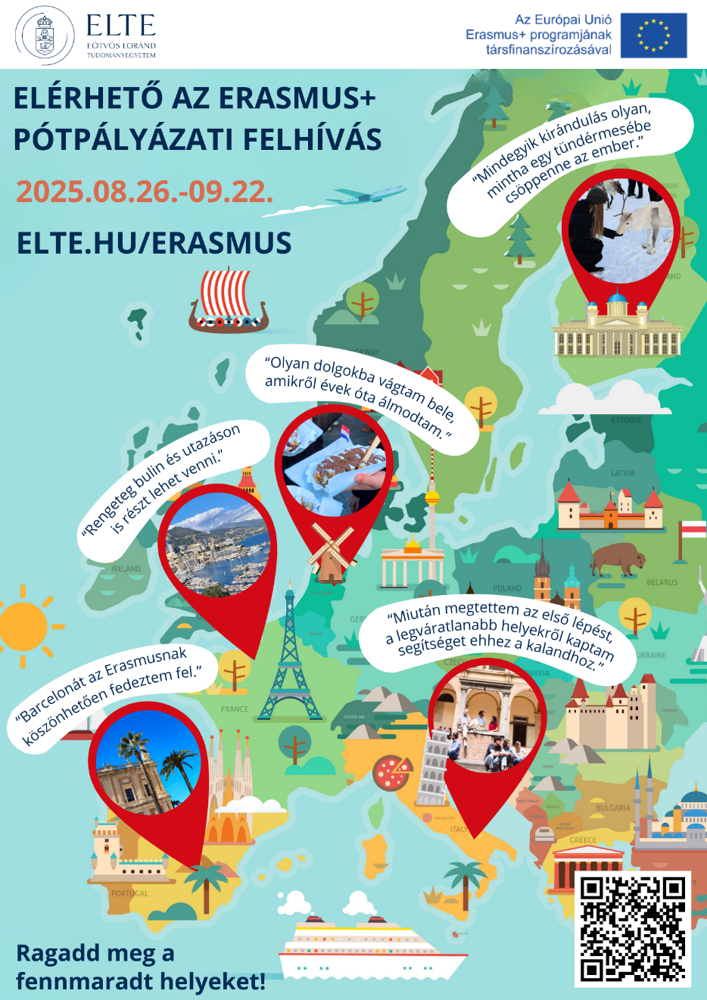 ELTE
EÖTVÖS LORÁND
TUDOMÁNYEGYETEM
Az Európai Unió
Erasmus+ programjának
társfinanszírozásával
ELÉRHETŐ AZ ERASMUS+
PÓTPÁLYÁZATI FELHÍVÁS
2025.08.26.-09.22.
ELTE.HU/ERASMUS
“Mindegyik kirándulás olyan,
mintha egy tündérmesébe
csöppenne az ember.”
“Olyan dolgokba vágtam bele,
amikről évek óta álmodtam.”
ESTONIA
“Rengeteg bulin és utazáson
is részt lehet venni.”
LATVIA
IRELAND
POLAND
BELARUS
“Miután megtettem az első lépést,
a legváratlanabb helyekről kaptam
segítséget ehhez a kalandhoz.”
UKRAINE
“Barcelonát az Erasmusnak
köszönhetően fedeztem fel.”
FRANCE
SWITZERLAND
BULGARIA
VATICAN CITY
ITALY
GREECE
PORTUGAL
Ragadd meg a
fennmaradt helyeket!